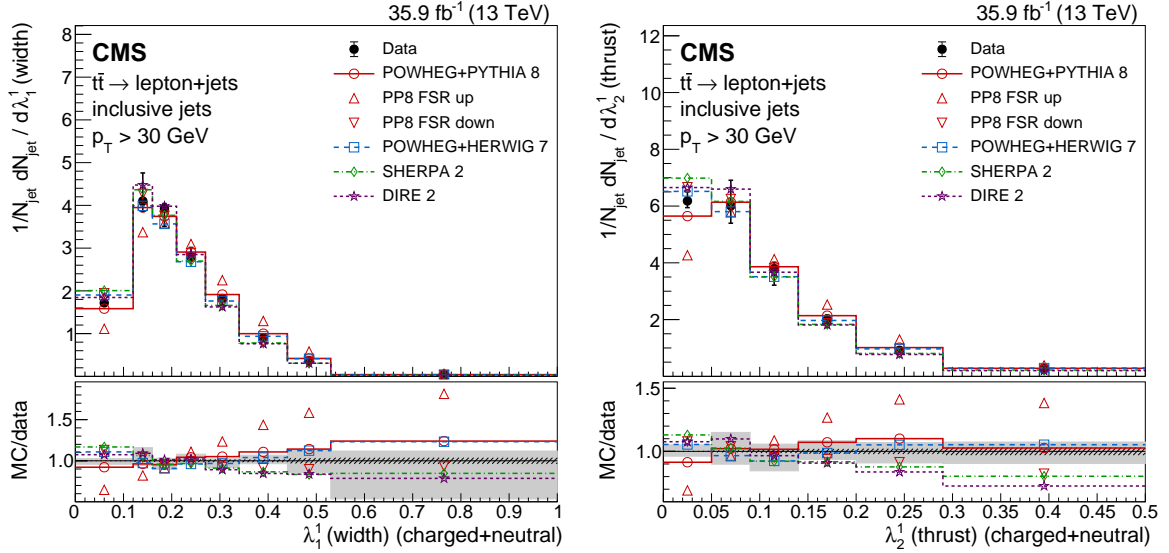 35.9 fb⁻¹ (13 TeV)
CMS
tt̄ → lepton+jets
inclusive jets
p_T > 30 GeV
Data
POWHEG+PYTHIA 8
PP8 FSR up
PP8 FSR down
POWHEG+HERWIG 7
SHERPA 2
DIRE 2
1/N_jet dN_jet / dλ₁¹ (width)
8
7
6
5
4
3
2
1
MC/data
1.5
1.0
0 0.1 0.2 0.3 0.4 0.5 0.6 0.7 0.8 0.9 1
λ₁¹ (width) (charged+neutral)
35.9 fb⁻¹ (13 TeV)
CMS
tt̄ → lepton+jets
inclusive jets
p_T > 30 GeV
Data
POWHEG+PYTHIA 8
PP8 FSR up
PP8 FSR down
POWHEG+HERWIG 7
SHERPA 2
DIRE 2
1/N_jet dN_jet / dλ₂¹ (thrust)
12
10
8
6
4
2
MC/data
1.5
1.0
0 0.05 0.1 0.15 0.2 0.25 0.3 0.35 0.4 0.45 0.5
λ₂¹ (thrust) (charged+neutral)